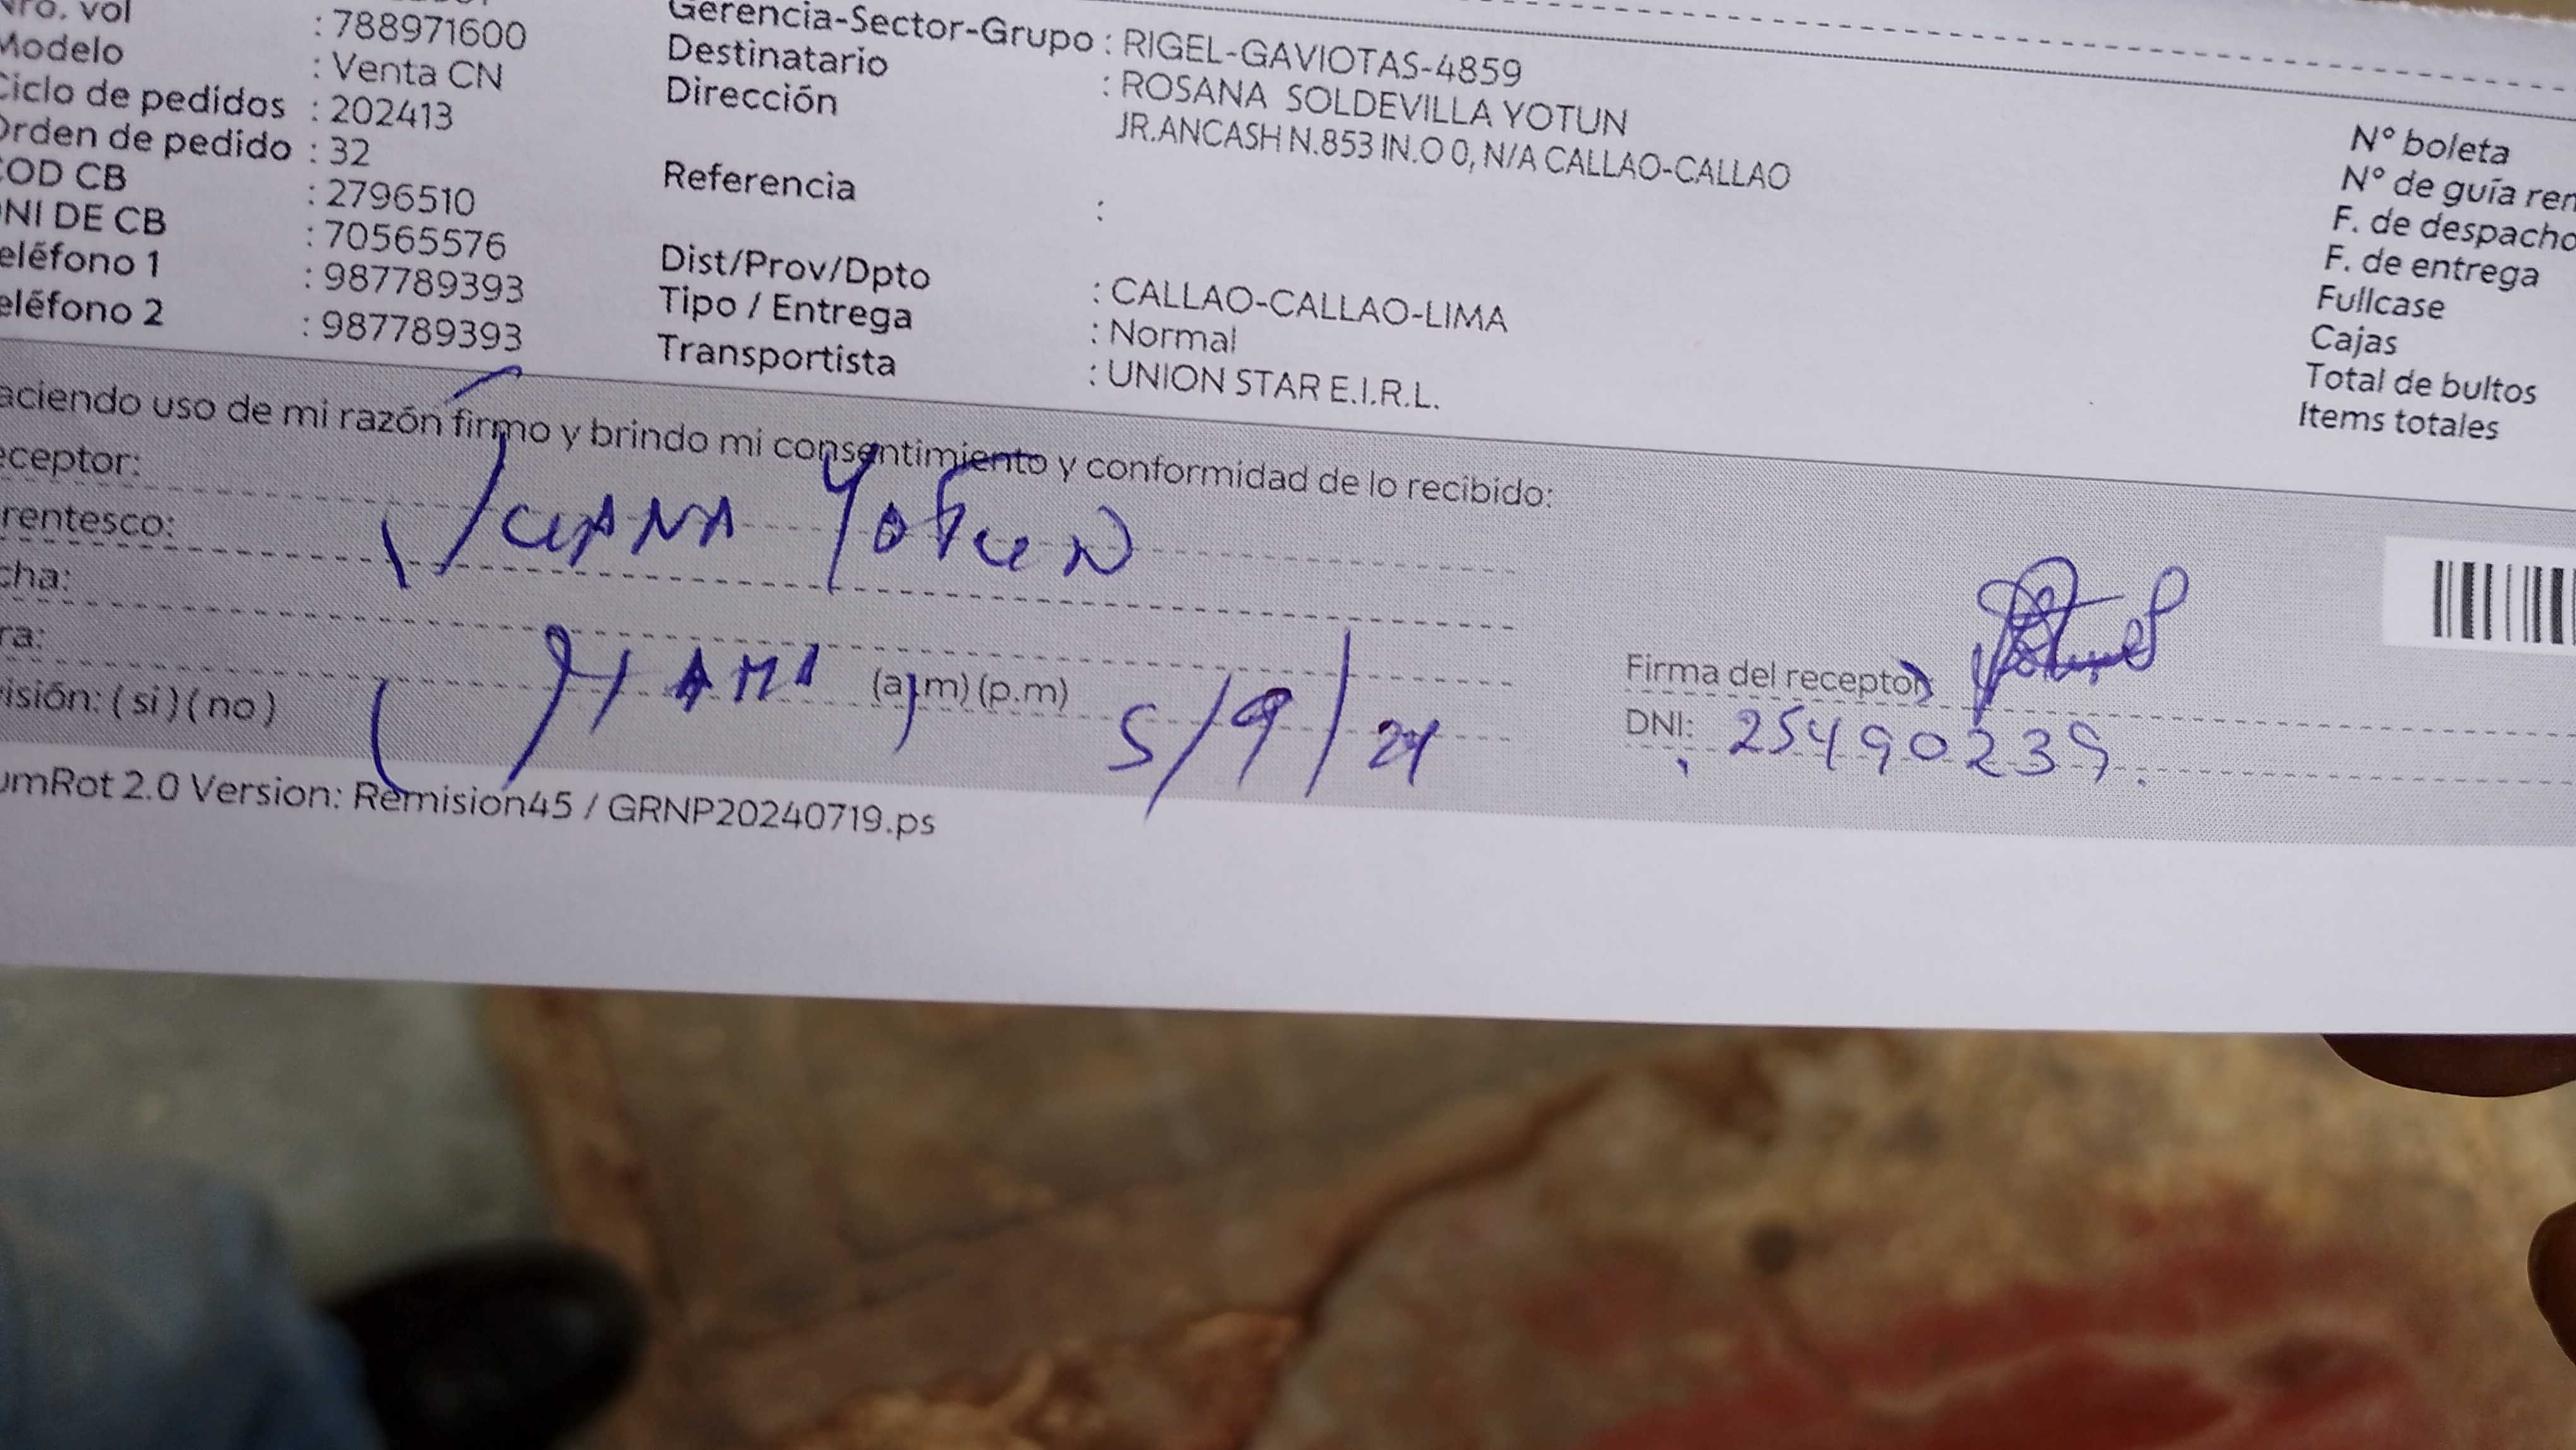 Nro. vol : 788971600
Modelo : Venta CN
Ciclo de pedidos : 202413
Orden de pedido : 32
COD CB : 2796510
DNI DE CB : 70565576
eléfono 1 : 987789393
eléfono 2 : 987789393
Gerencia-Sector-Grupo : RIGEL-GAVIOTAS-4859
Destinatario : ROSANA SOLDEVILLA YOTUN
Dirección JR.ANCASH N.853 IN.O 0, N/A CALLAO-CALLAO
Referencia :
Dist/Prov/Dpto : CALLAO-CALLAO-LIMA
Tipo / Entrega : Normal
Transportista : UNION STAR E.I.R.L.
N° boleta
N° de guía rem
F. de despacho
F. de entrega
Fullcase
Cajas
Total de bultos
Items totales
aciendo uso de mi razón firmo y brindo mi consentimiento y conformidad de lo recibido:
eceptor:
rentesco:
YOTUN
cha:
ra:
(a.m) (p.m)
5/9/24
isión: ( si ) ( no )
Firma del receptor
DNI: 25490239.
umRot 2.0 Version: Remision45 / GRNP20240719.ps